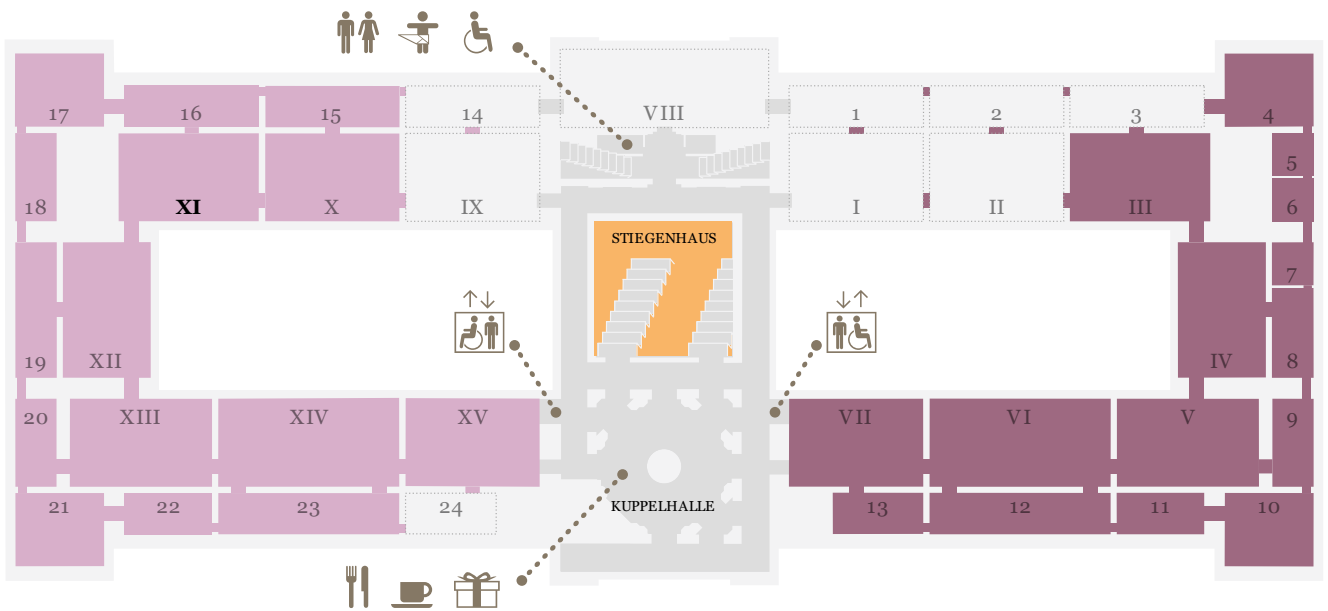 17 16 15 14 VIII 1 2 3 4
5
18 XI X IX I II III 6
STIEGENHAUS
7
19 XII IV 8
20 XIII XIV XV VII VI V 9
21 22 23 24 KUPPELHALLE 13 12 11 10